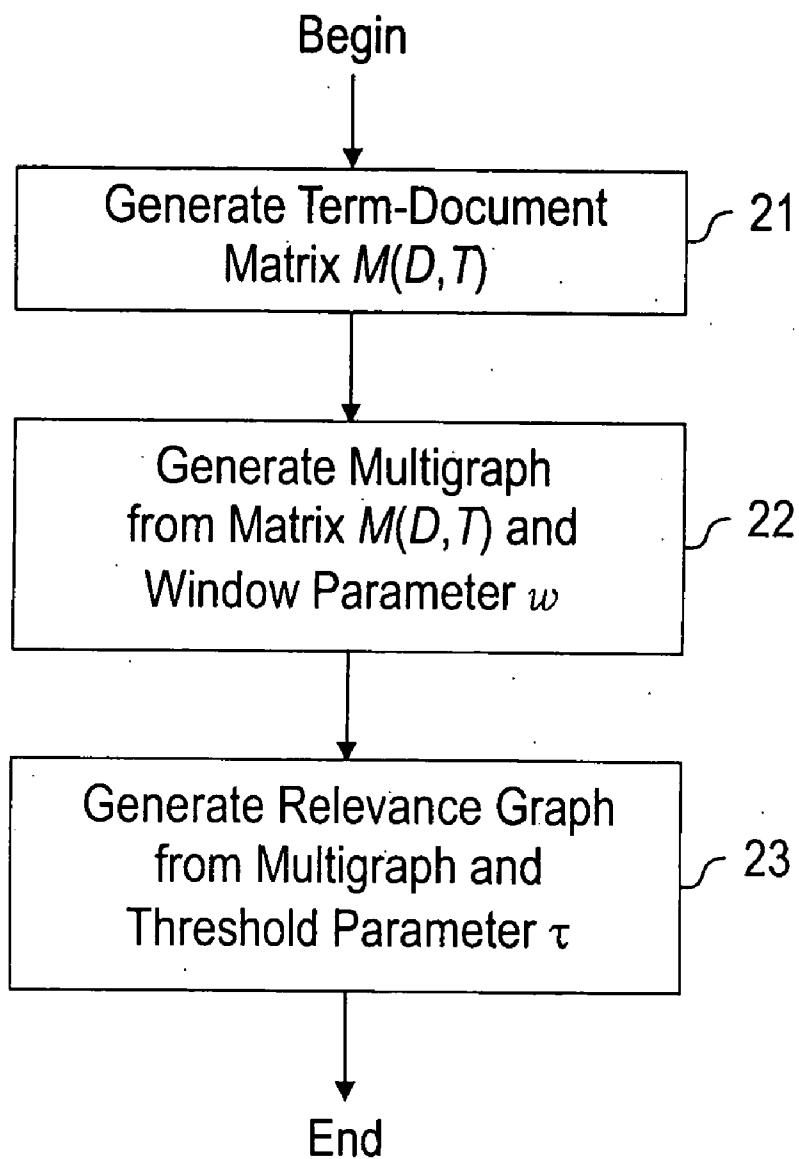 Begin
Generate Term-Document
Matrix M(D,T)
21
Generate Multigraph
from Matrix M(D,T) and
Window Parameter w
22
Generate Relevance Graph
from Multigraph and
Threshold Parameter τ
23
End